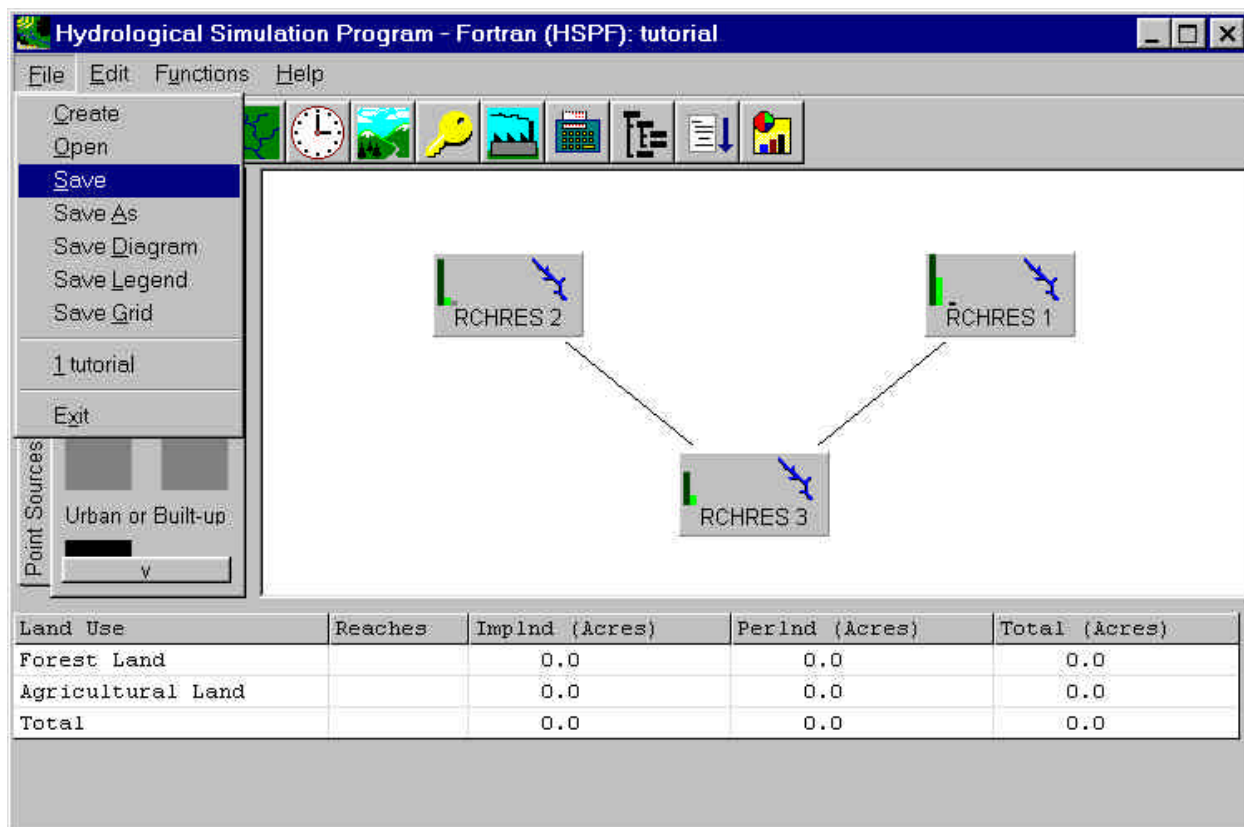 Hydrological Simulation Program - Fortran (HSPF): tutorial
File Edit Functions Help
Create
Open
Save
Save As
Save Diagram
Save Legend
Save Grid
1 tutorial
Exit
RCHRES 2
RCHRES 1
RCHRES 3
Point Sources
Urban or Built-up
v
Land Use Reaches Implnd (Acres) Perlnd (Acres) Total (Acres)
Forest Land 0.0 0.0 0.0
Agricultural Land 0.0 0.0 0.0
Total 0.0 0.0 0.0